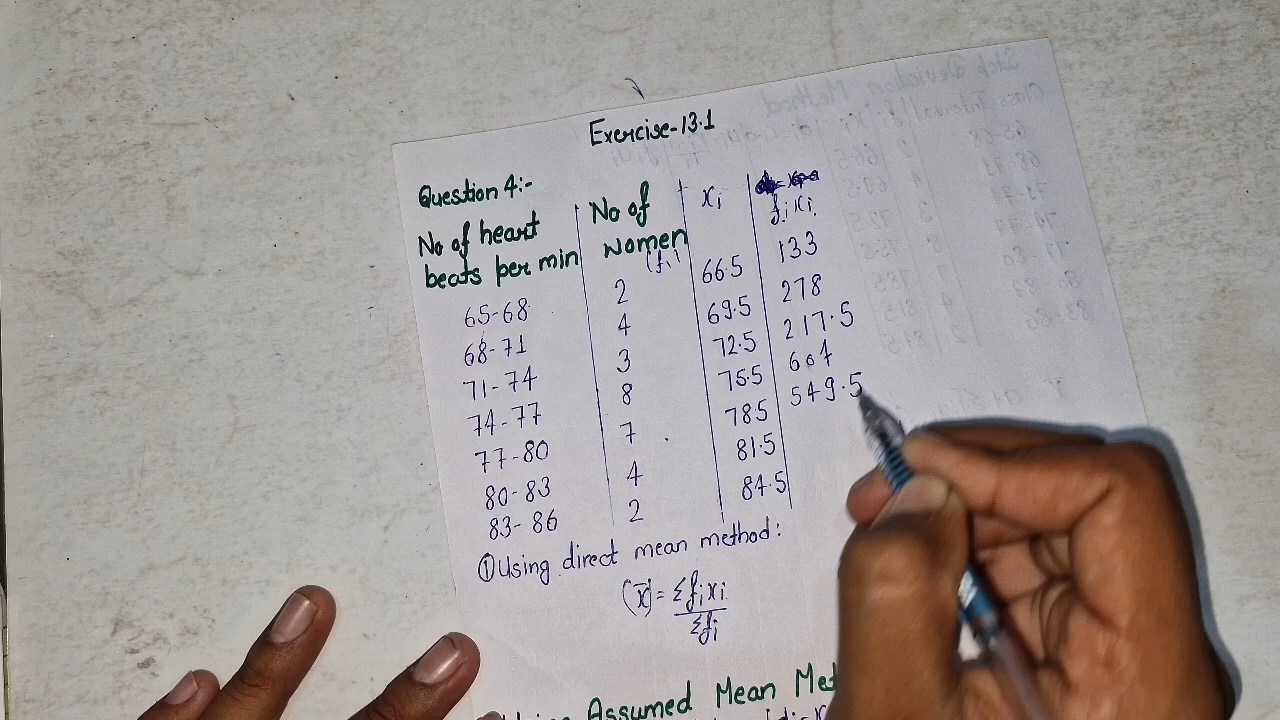 Exercise-13.1
Question 4:-
No of heart beats per min No of women (fi) xi fixi
65-68 2 66.5 133
68-71 4 69.5 278
71-74 3 72.5 217.5
74-77 8 75.5 604
77-80 7 78.5 549.5
80-83 4 81.5
83-86 2 84.5
① Using direct mean method:
(x̄) = Σfixi
Σfi
Assumed Mean